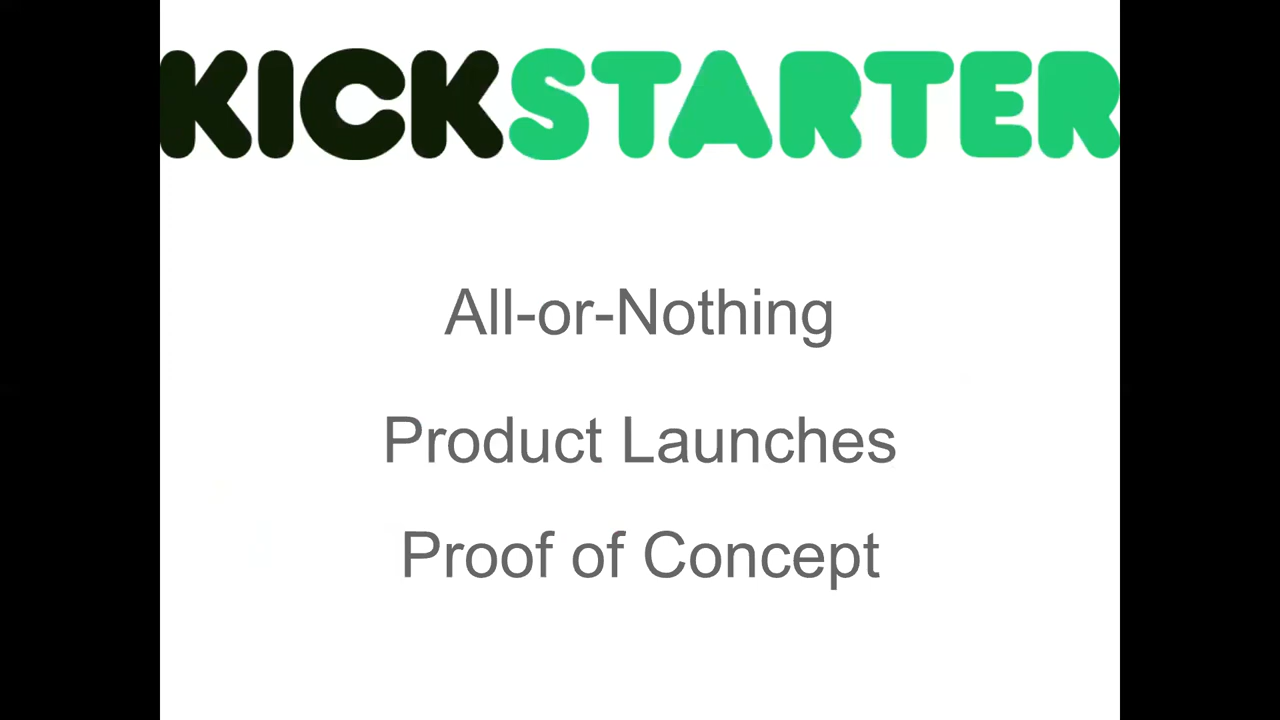 KICKSTARTER
All-or-Nothing
Product Launches
Proof of Concept